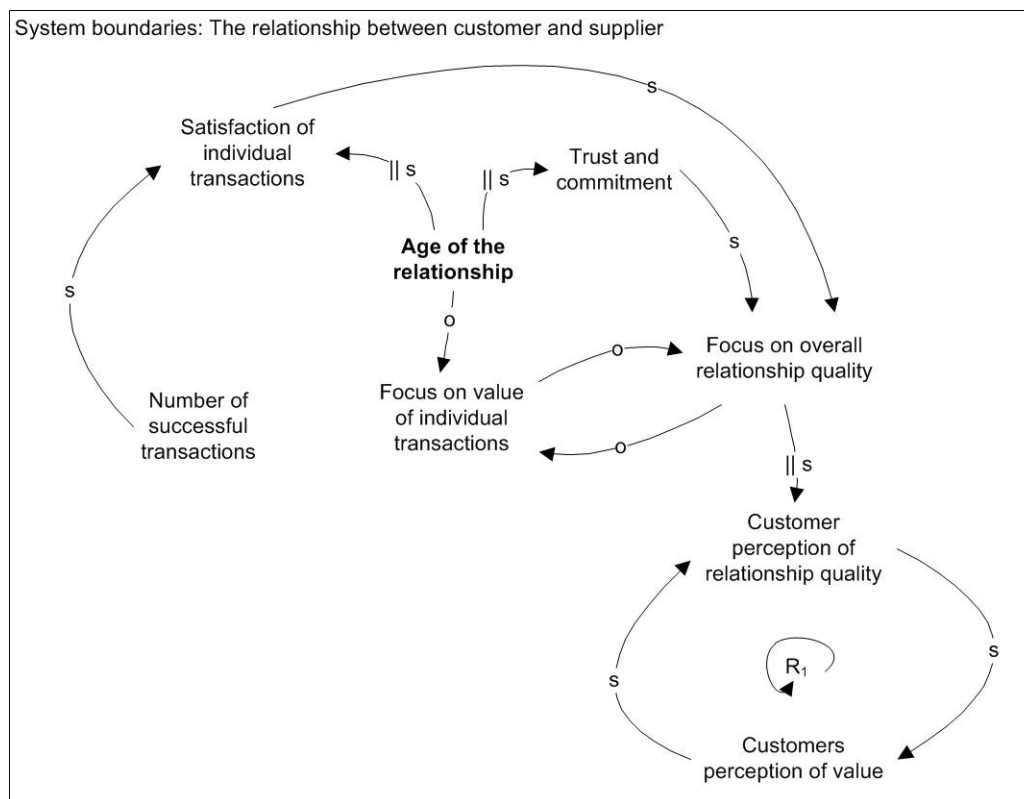 System boundaries: The relationship between customer and supplier
s
Satisfaction of
individual
transactions
|| s
|| s
Trust and
commitment
s
Age of the
relationship
s
o
o
Focus on overall
relationship quality
Focus on value
of individual
transactions
Number of
successful
transactions
o
|| s
Customer
perception of
relationship quality
s
R1
s
Customers
perception of value